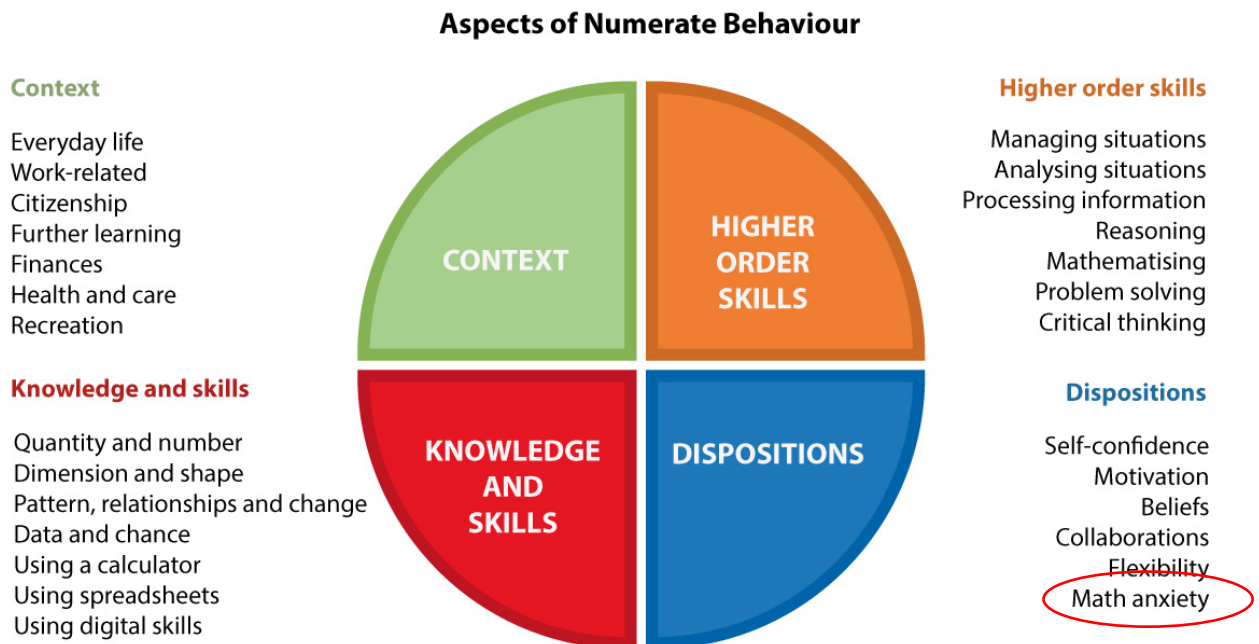 Aspects of Numerate Behaviour
Context
Everyday life
Work-related
Citizenship
Further learning
Finances
Health and care
Recreation
Higher order skills
Managing situations
Analysing situations
Processing information
Reasoning
Mathematising
Problem solving
Critical thinking
CONTEXT
HIGHER
ORDER
SKILLS
Knowledge and skills
Quantity and number
Dimension and shape
Pattern, relationships and change
Data and chance
Using a calculator
Using spreadsheets
Using digital skills
KNOWLEDGE
AND
SKILLS
DISPOSITIONS
Dispositions
Self-confidence
Motivation
Beliefs
Collaborations
Flexibility
Math anxiety